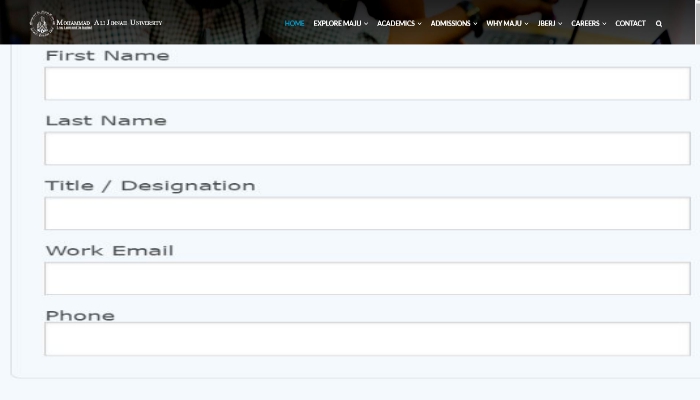 Mohammad Ali Jinnah University
HOME EXPLORE MAJU ACADEMICS ADMISSIONS WHY MAJU JBERJ CAREERS CONTACT
First Name
Last Name
Title / Designation
Work Email
Phone